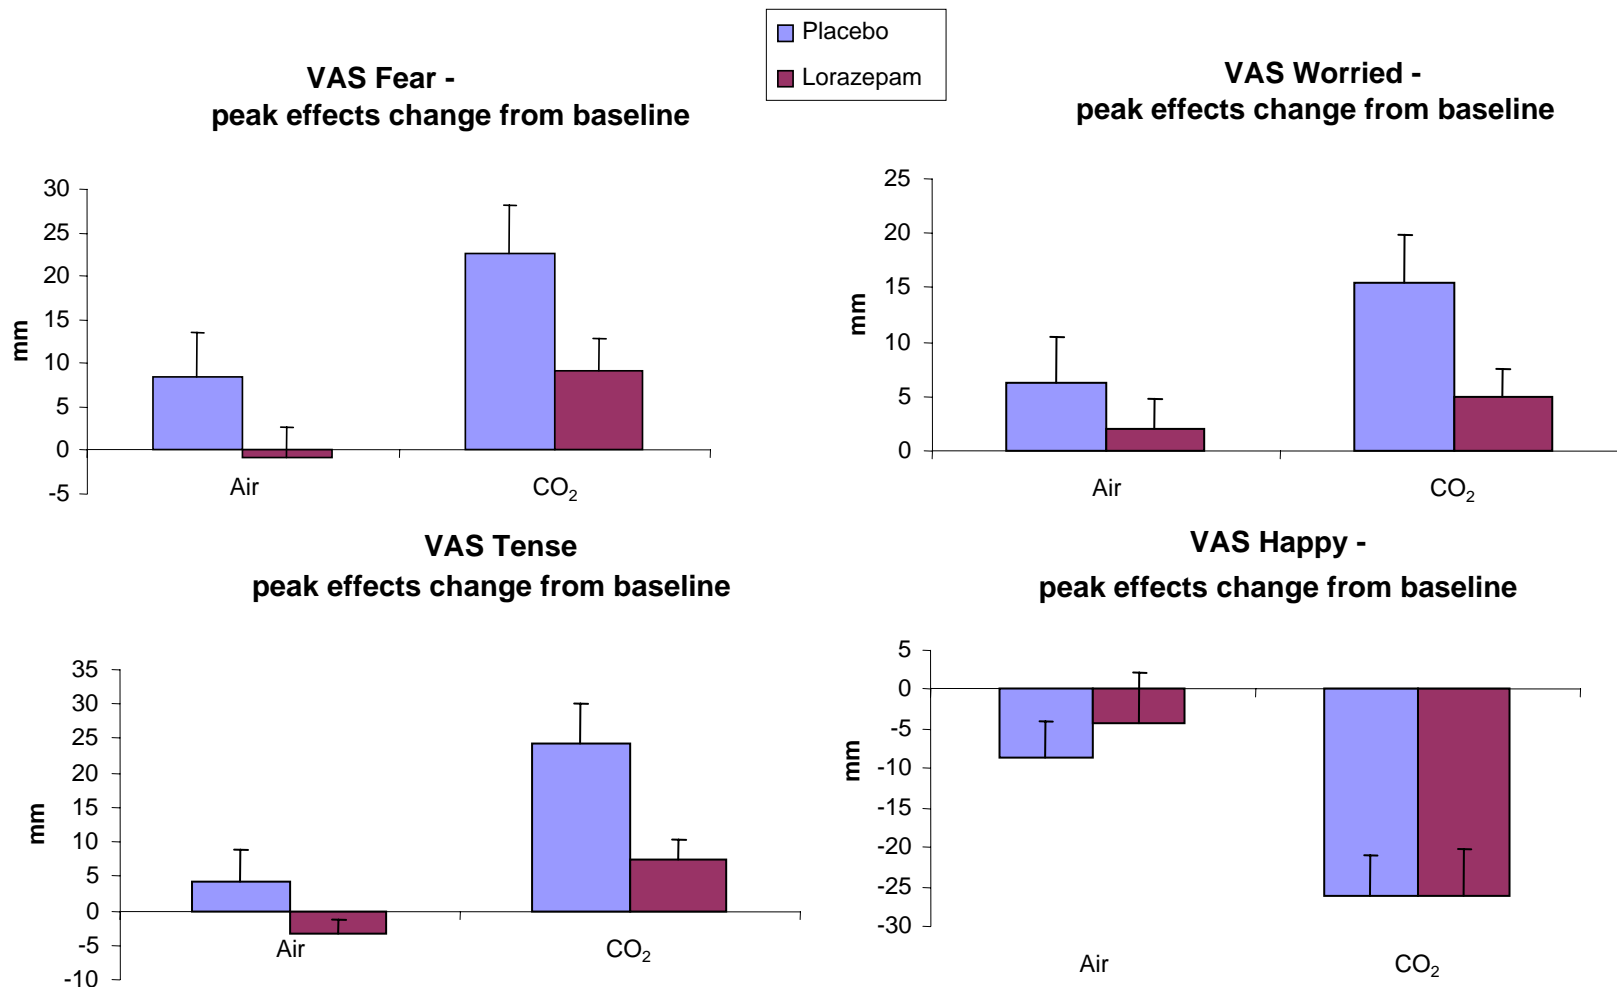 Placebo
Lorazepam
VAS Fear -
peak effects change from baseline
30
25
20
15
10
5
0
-5
mm
Air
CO₂
VAS Worried -
peak effects change from baseline
25
20
15
10
5
0
mm
Air
CO₂
VAS Tense
peak effects change from baseline
35
30
25
20
15
10
5
0
-5
-10
mm
Air
CO₂
VAS Happy -
peak effects change from baseline
5
0
-5
-10
-15
-20
-25
-30
mm
Air
CO₂